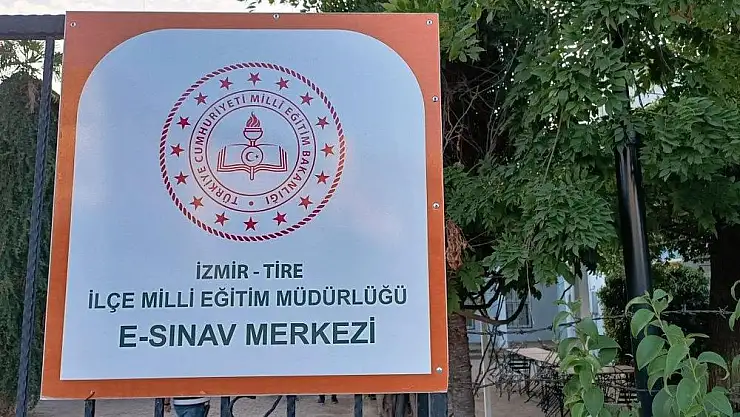 TÜRKİYE CUMHURİYETİ MİLLİ EĞİTİM BAKANLIĞI
İZMİR - TİRE
İLÇE MİLLİ EĞİTİM MÜDÜRLÜĞÜ
E-SINAV MERKEZİ